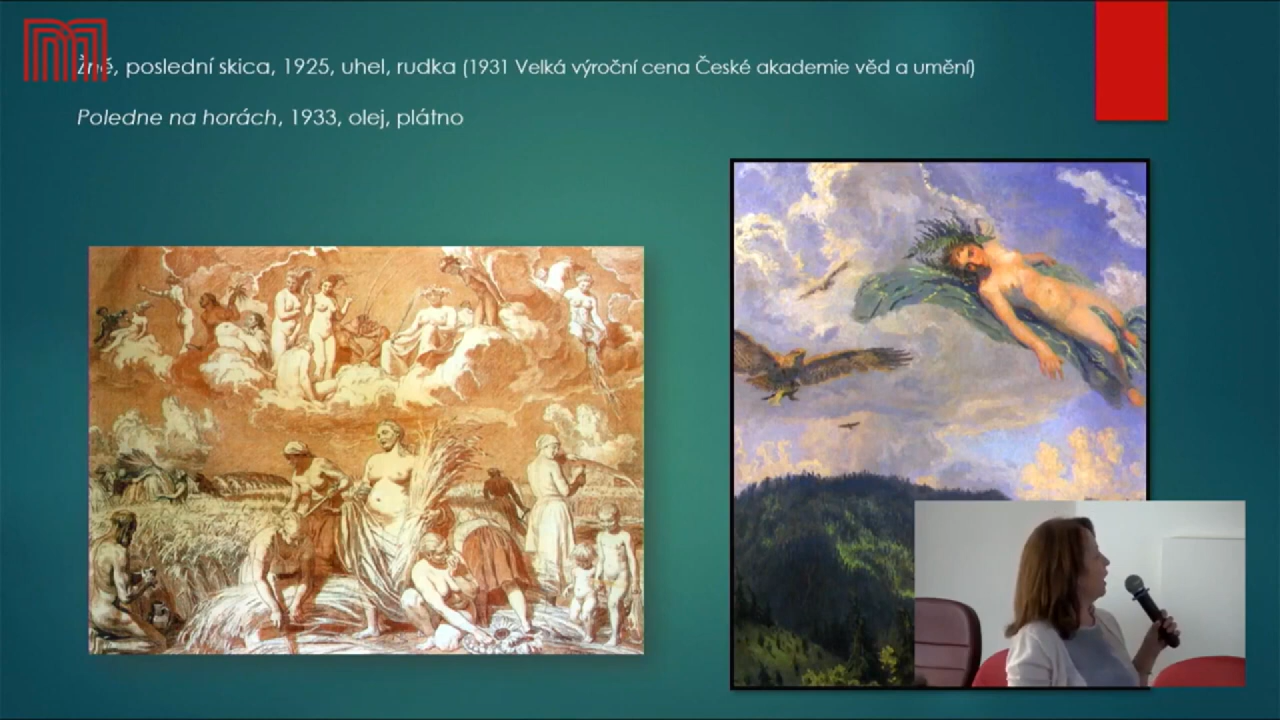 Žně, poslední skica, 1925, uhel, rudka (1931 Velká výroční cena České akademie věd a umění)
Poledne na horách, 1933, olej, plátno